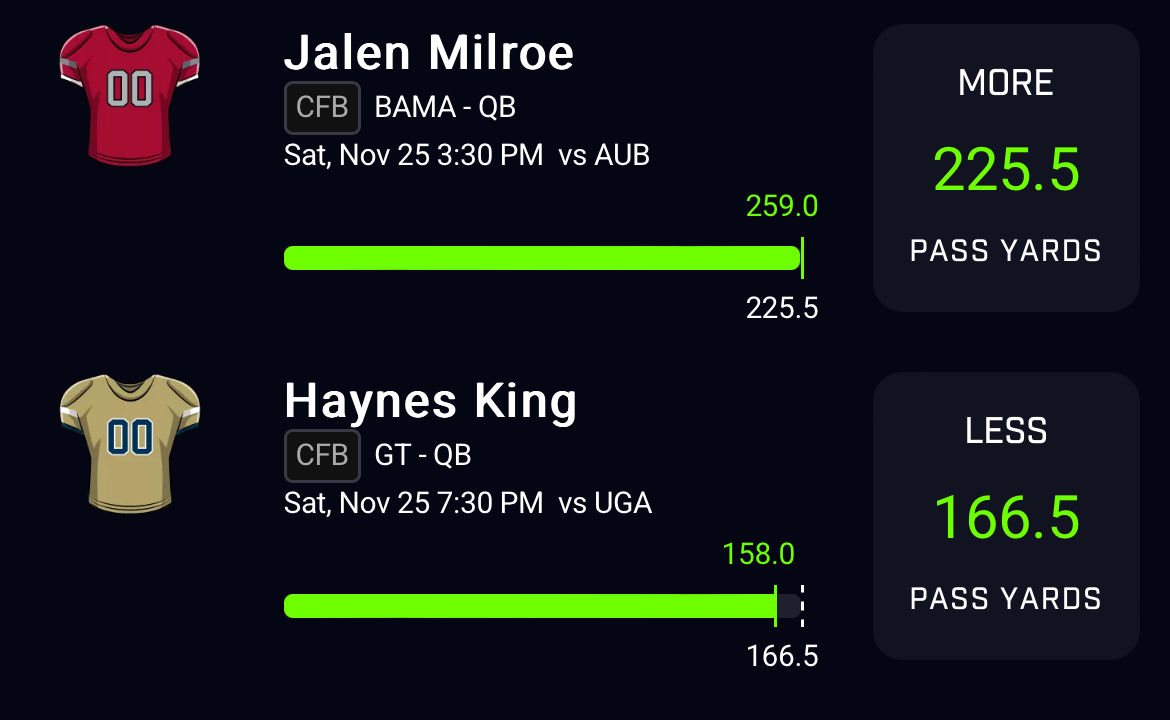 00
Jalen Milroe
CFB BAMA - QB
Sat, Nov 25 3:30 PM vs AUB
259.0
225.5
MORE
225.5
PASS YARDS
00
Haynes King
CFB GT - QB
Sat, Nov 25 7:30 PM vs UGA
158.0
166.5
LESS
166.5
PASS YARDS